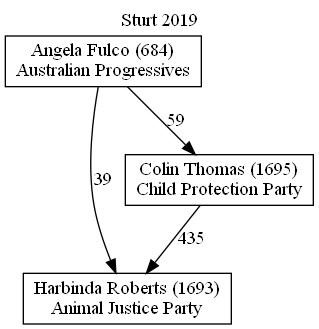 Sturt 2019
Angela Fulco (684)
Australian Progressives
59
Colin Thomas (1695)
Child Protection Party
39
435
Harbinda Roberts (1693)
Animal Justice Party